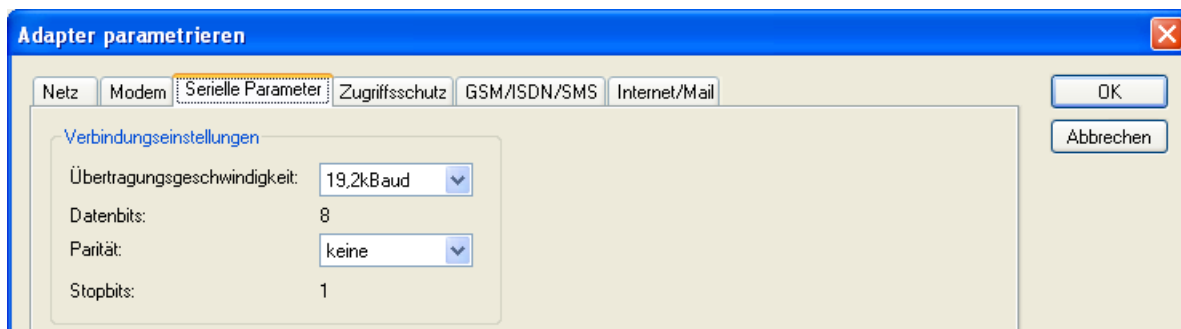 Adapter parametrieren
Netz Modem Serielle Parameter Zugriffsschutz GSM/ISDN/SMS Internet/Mail
OK
Abbrechen
Verbindungseinstellungen
Übertragungsgeschwindigkeit: 19,2kBaud
Datenbits: 8
Parität: keine
Stopbits: 1